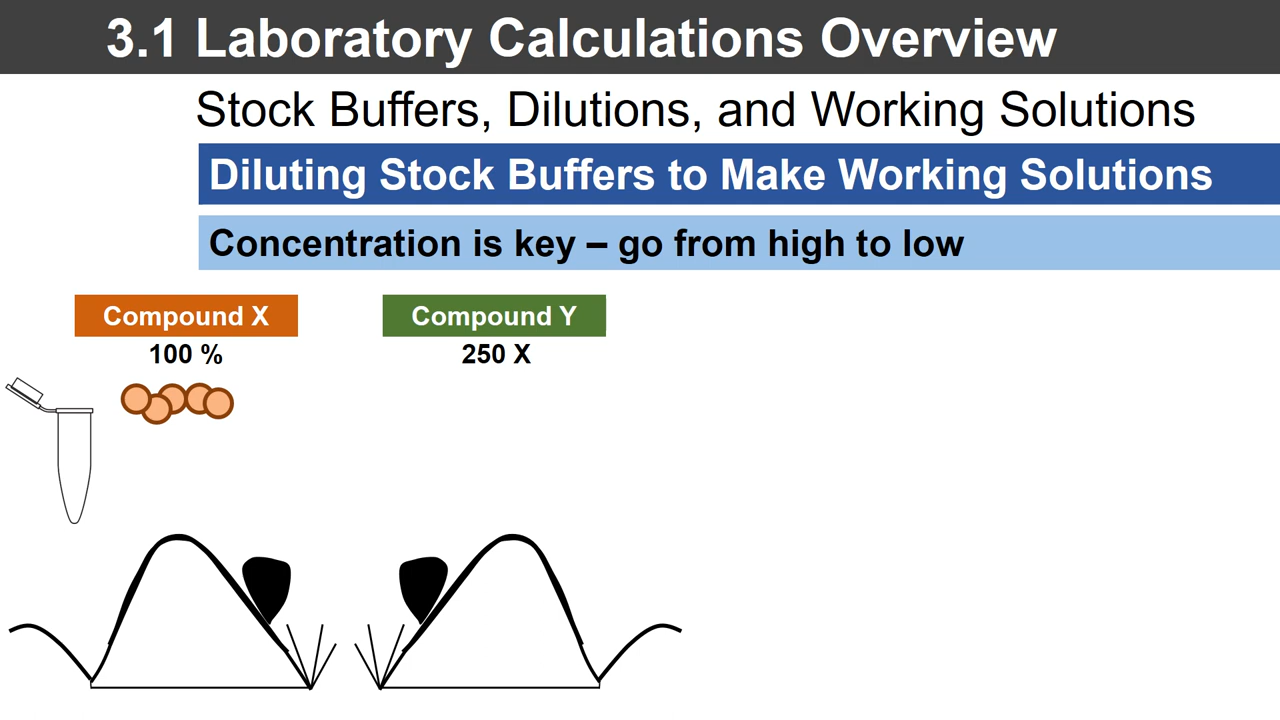 3.1 Laboratory Calculations Overview
Stock Buffers, Dilutions, and Working Solutions
Diluting Stock Buffers to Make Working Solutions
Concentration is key – go from high to low
Compound X
100 %
Compound Y
250 X